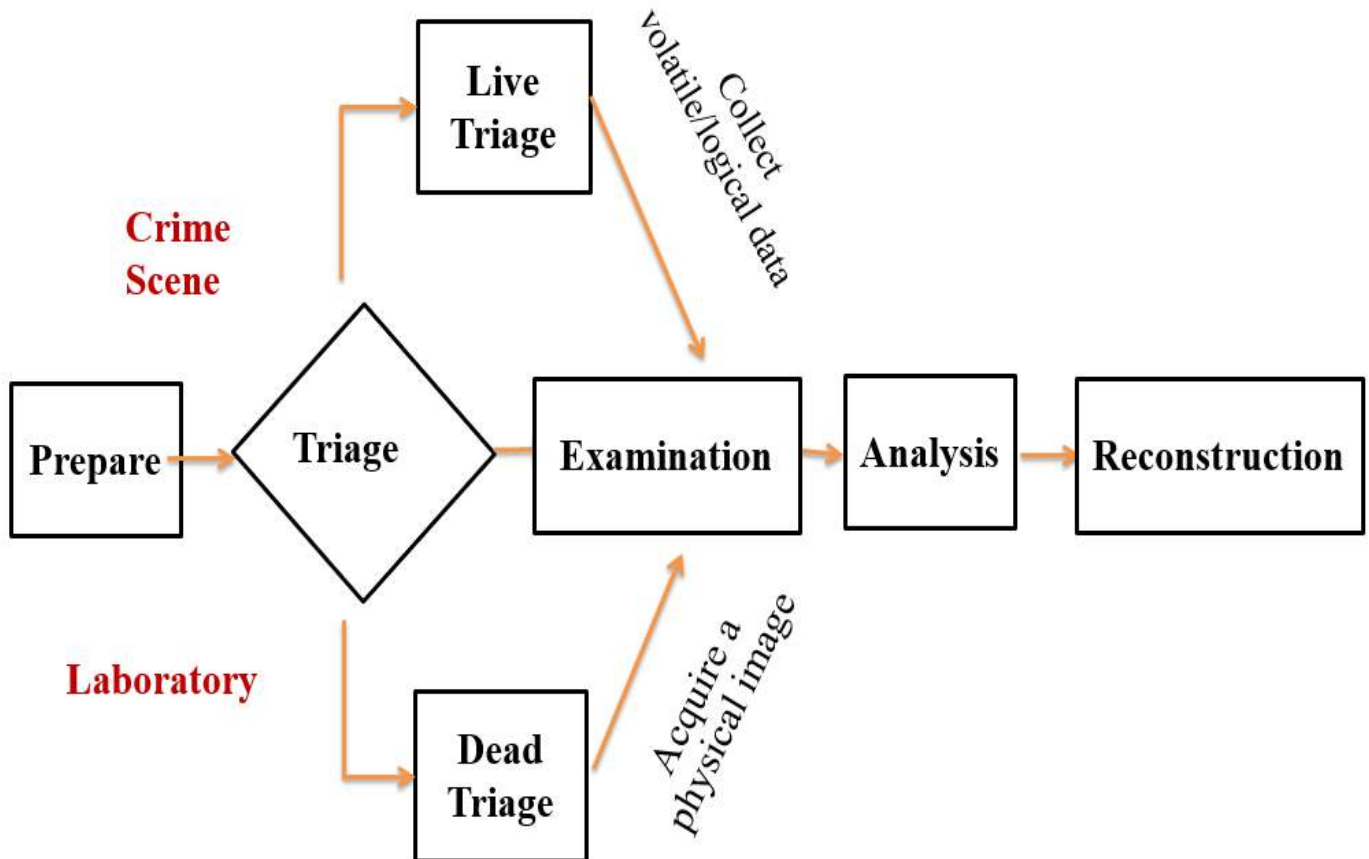 Live
Triage
Collect
volatile/logical data
Crime
Scene
Prepare
Triage
Examination
Analysis
Reconstruction
Laboratory
Dead
Triage
Acquire a
physical image